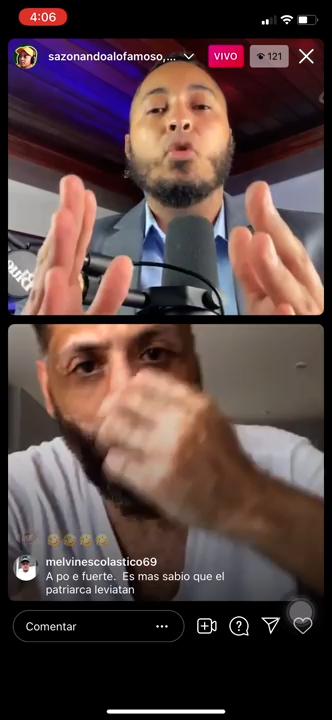 4:06
sazonandoalofamoso,...
VIVO
121
melvinescolastico69
A po e fuerte. Es mas sabio que el
patriarca leviatan
Comentar